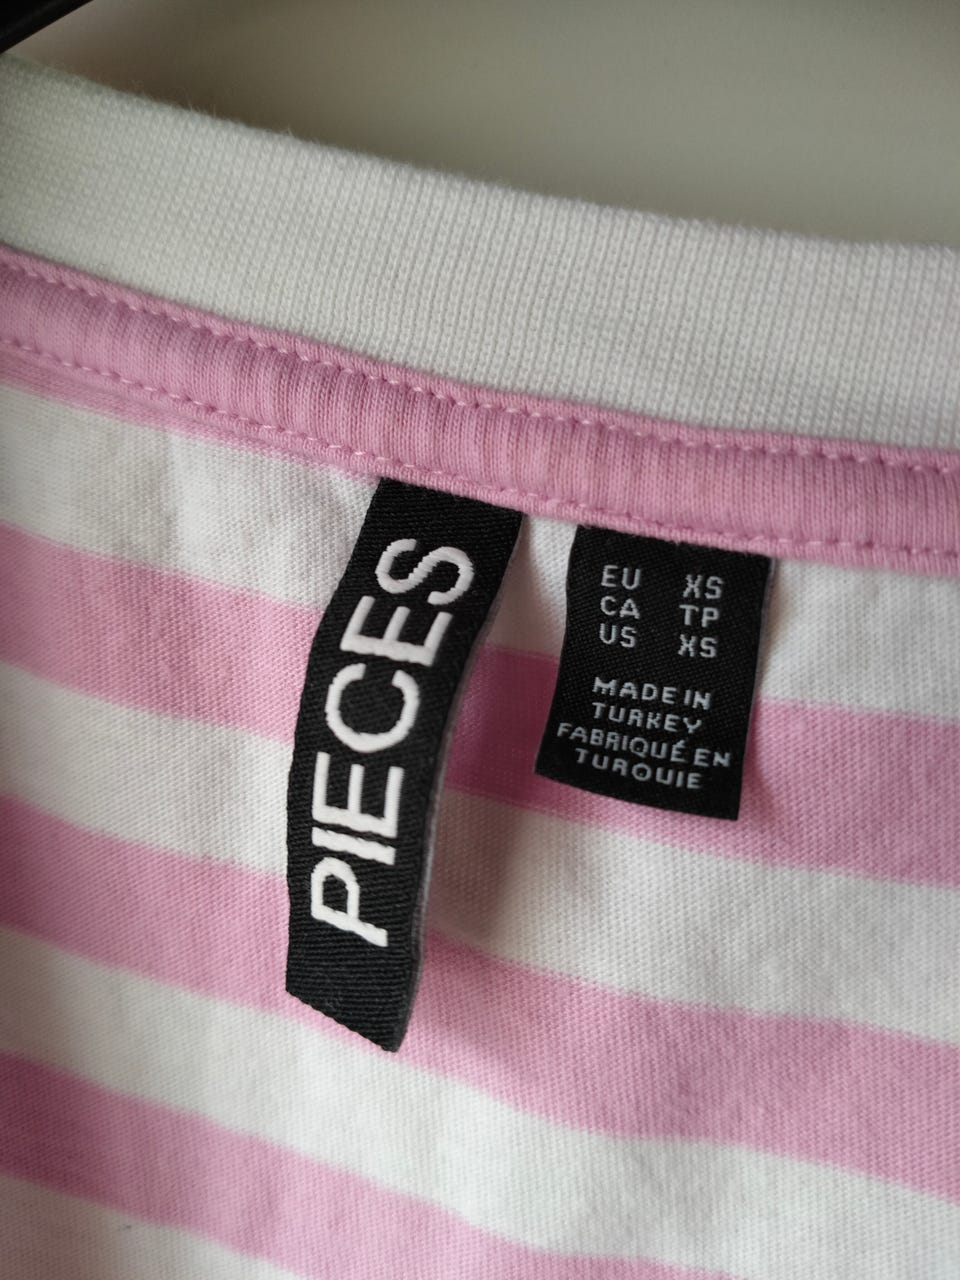 PIECES
EU XS
CA TP
US XS
MADE IN
TURKEY
FABRIQUÉ EN
TURQUIE